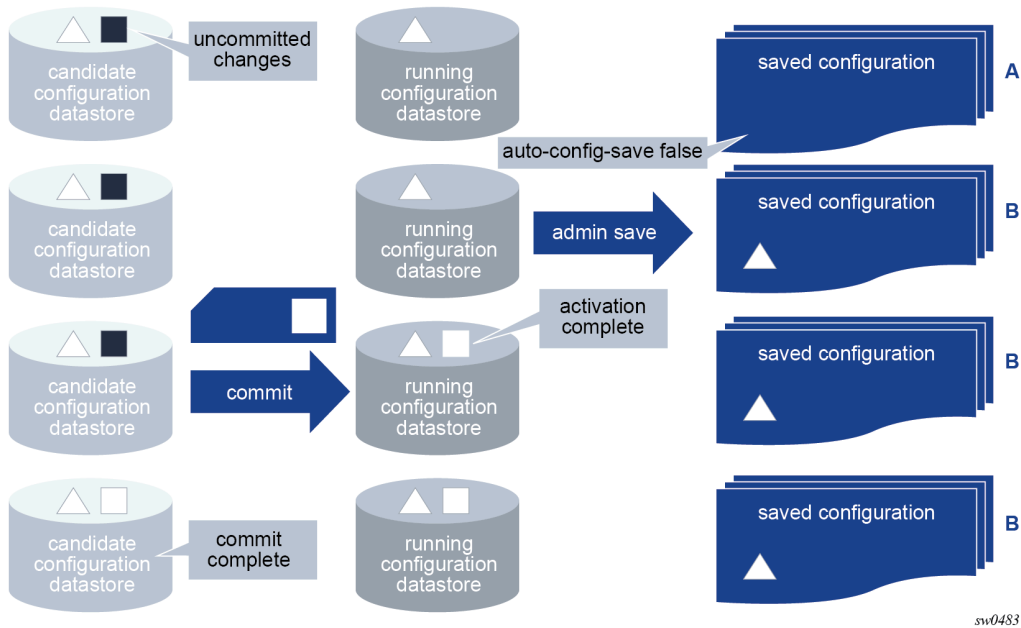 uncommitted
changes
candidate
configuration
datastore
running
configuration
datastore
saved configuration
A
auto-config-save false
candidate
configuration
datastore
running
configuration
datastore
admin save
saved configuration
B
activation
complete
candidate
configuration
datastore
commit
running
configuration
datastore
saved configuration
B
candidate
configuration
datastore
commit
complete
running
configuration
datastore
saved configuration
B
sw0483